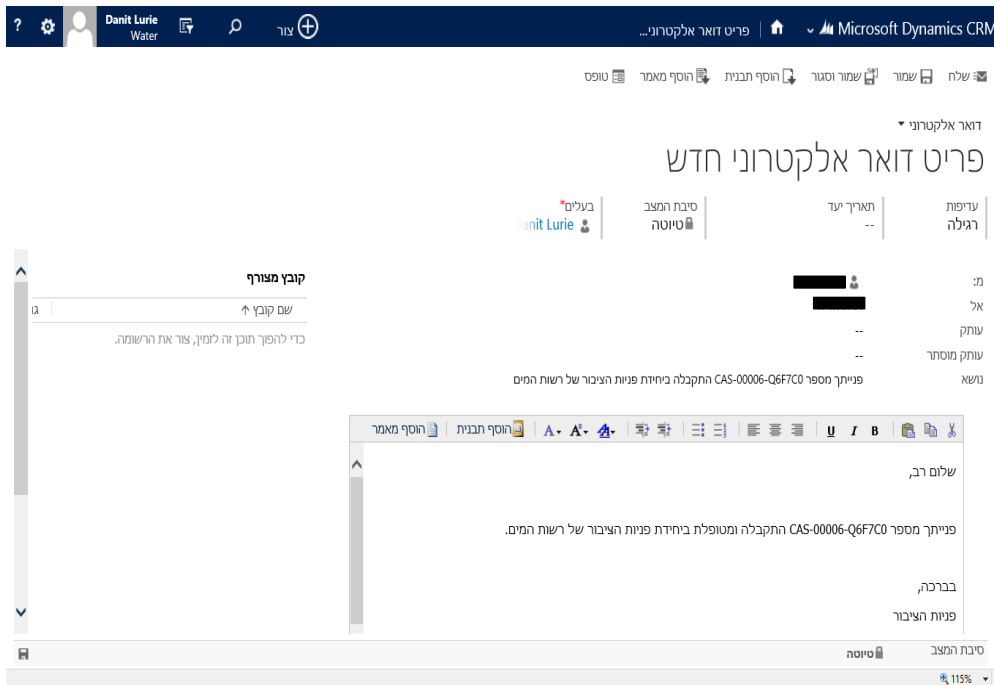 Microsoft Dynamics CRM
פריט דואר אלקטרוני...
צור
Danit Lurie
Water
?
שלח
שמור
שמור וסגור
הוסף תבנית
הוסף מאמר
טופס
דואר אלקטרוני
פריט דואר אלקטרוני חדש
עדיפות
רגילה
תאריך יעד
--
סיבת המצב
טיוטה
בעלים*
Danit Lurie
מ:
אל
עותק
--
עותק מוסתר
--
נושא
פנייתך מספר CAS-00006-Q6F7C0 התקבלה ביחידת פניות הציבור של רשות המים
קובץ מצורף
שם קובץ
גו
כדי להפוך תוכן זה לזמין, צור את הרשומה.
B I U A A A הוסף תבנית הוסף מאמר
שלום רב,
פנייתך מספר CAS-00006-Q6F7C0 התקבלה ומטופלת ביחידת פניות הציבור של רשות המים.
בברכה,
פניות הציבור
סיבת המצב
טיוטה
115%